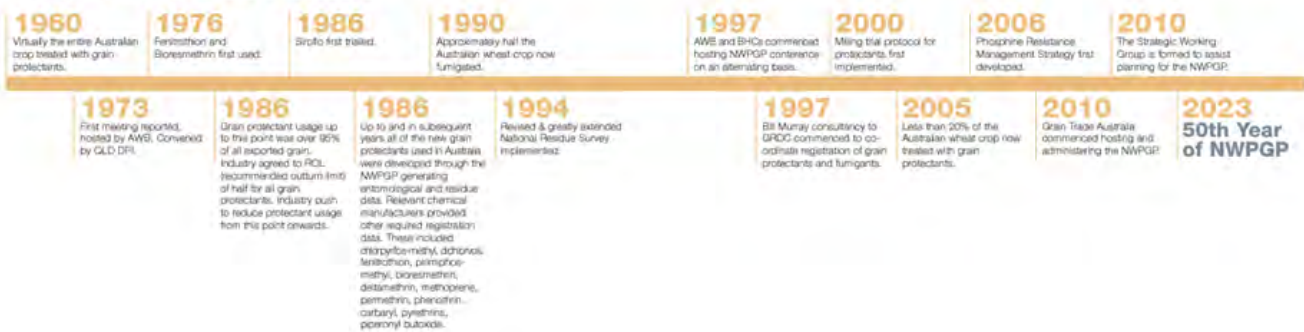 1960
Virtually the entire Australian
crop treated with grain
protectants.
1976
Fenitrothion and
Bioresmethrin first used.
1986
Siroflo first trialled.
1990
Approximately half the
Australian wheat crop now
fumigated.
1997
AWB and BHCs commenced
hosting NWPGP conference
on an alternating basis.
2000
Milling trial protocol for
protectants first
implemented.
2006
Phosphine Resistance
Management Strategy first
developed.
2010
The Strategic Working
Group is formed to assist
planning for the NWPGP.
1973
First meeting reported,
hosted by AWB. Convened
by QLD DPI.
1986
Grain protectant usage up
to this point was over 95%
of all exported grain.
Industry agreed to ROL
(recommended outturn limit)
of half for all grain
protectants. Industry push
to reduce protectant usage
from this point onwards.
1986
Up to and in subsequent
years all of the new grain
protectants used in Australia
were developed through the
NWPGP generating
entomological and residue
data. Relevant chemical
manufacturers provided
other required registration
data. These included
chlorpyrifos-methyl, dichlorvos,
fenitrothion, pirimiphos-
methyl, bioresmethrin,
deltamethrin, methoprene,
permethrin, phenothrin,
carbaryl, pyrethrins,
piperonyl butoxide.
1994
Revised & greatly extended
National Residue Survey
implemented.
1997
Bill Murray consultancy to
GRDC commenced to co-
ordinate registration of grain
protectants and fumigants.
2005
Less than 20% of the
Australian wheat crop now
treated with grain
protectants.
2010
Grain Trade Australia
commenced hosting and
administering the NWPGP.
2023
50th Year
of NWPGP